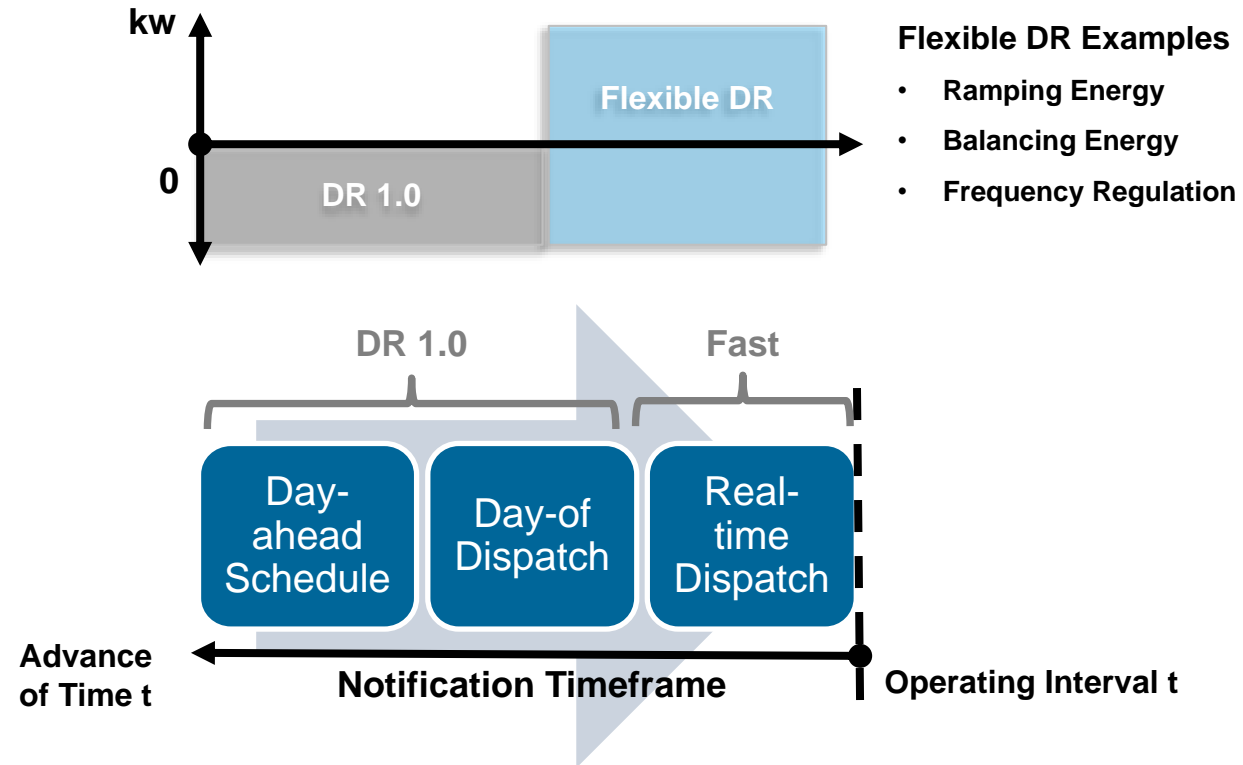 kw
Flexible DR
0
DR 1.0
Flexible DR Examples
• Ramping Energy
• Balancing Energy
• Frequency Regulation
DR 1.0
Fast
Day-
ahead
Schedule
Day-of
Dispatch
Real-
time
Dispatch
Advance
of Time t
Notification Timeframe
Operating Interval t